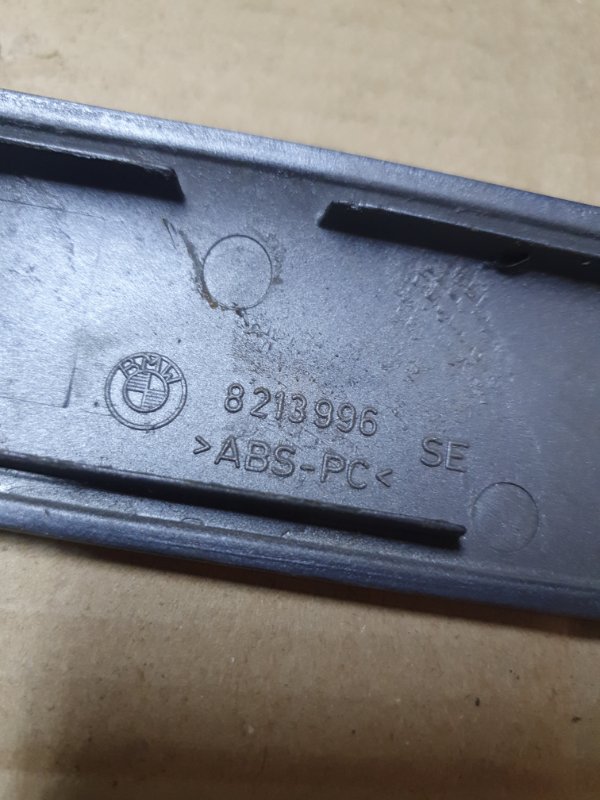 BMW
8213996
SE
>ABS-PC<